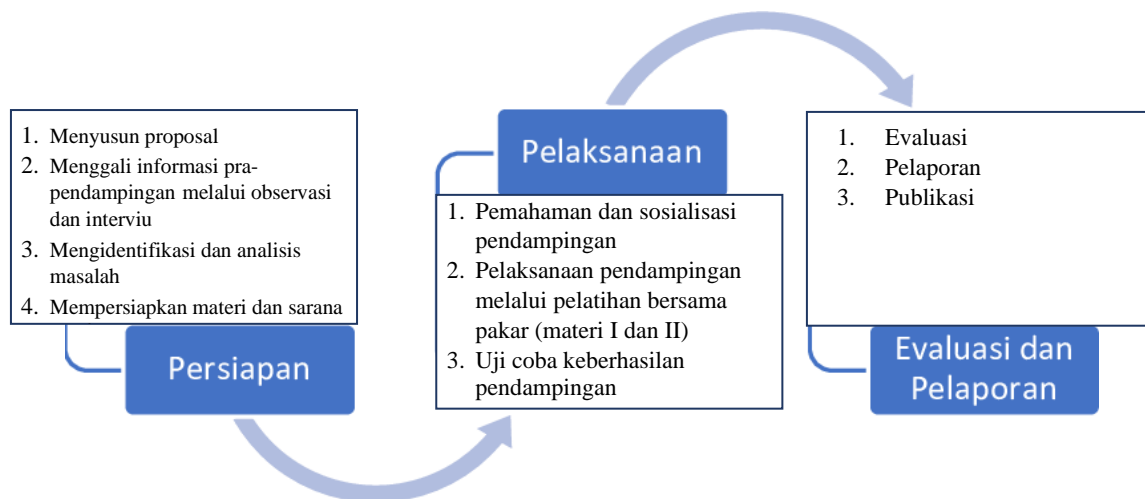 1. Menyusun proposal
2. Menggali informasi pra-
pendampingan melalui observasi
dan interviu
3. Mengidentifikasi dan analisis
masalah
4. Mempersiapkan materi dan sarana
Persiapan
Pelaksanaan
1. Pemahaman dan sosialisasi
pendampingan
2. Pelaksanaan pendampingan
melalui pelatihan bersama
pakar (materi I dan II)
3. Uji coba keberhasilan
pendampingan
1. Evaluasi
2. Pelaporan
3. Publikasi
Evaluasi dan
Pelaporan